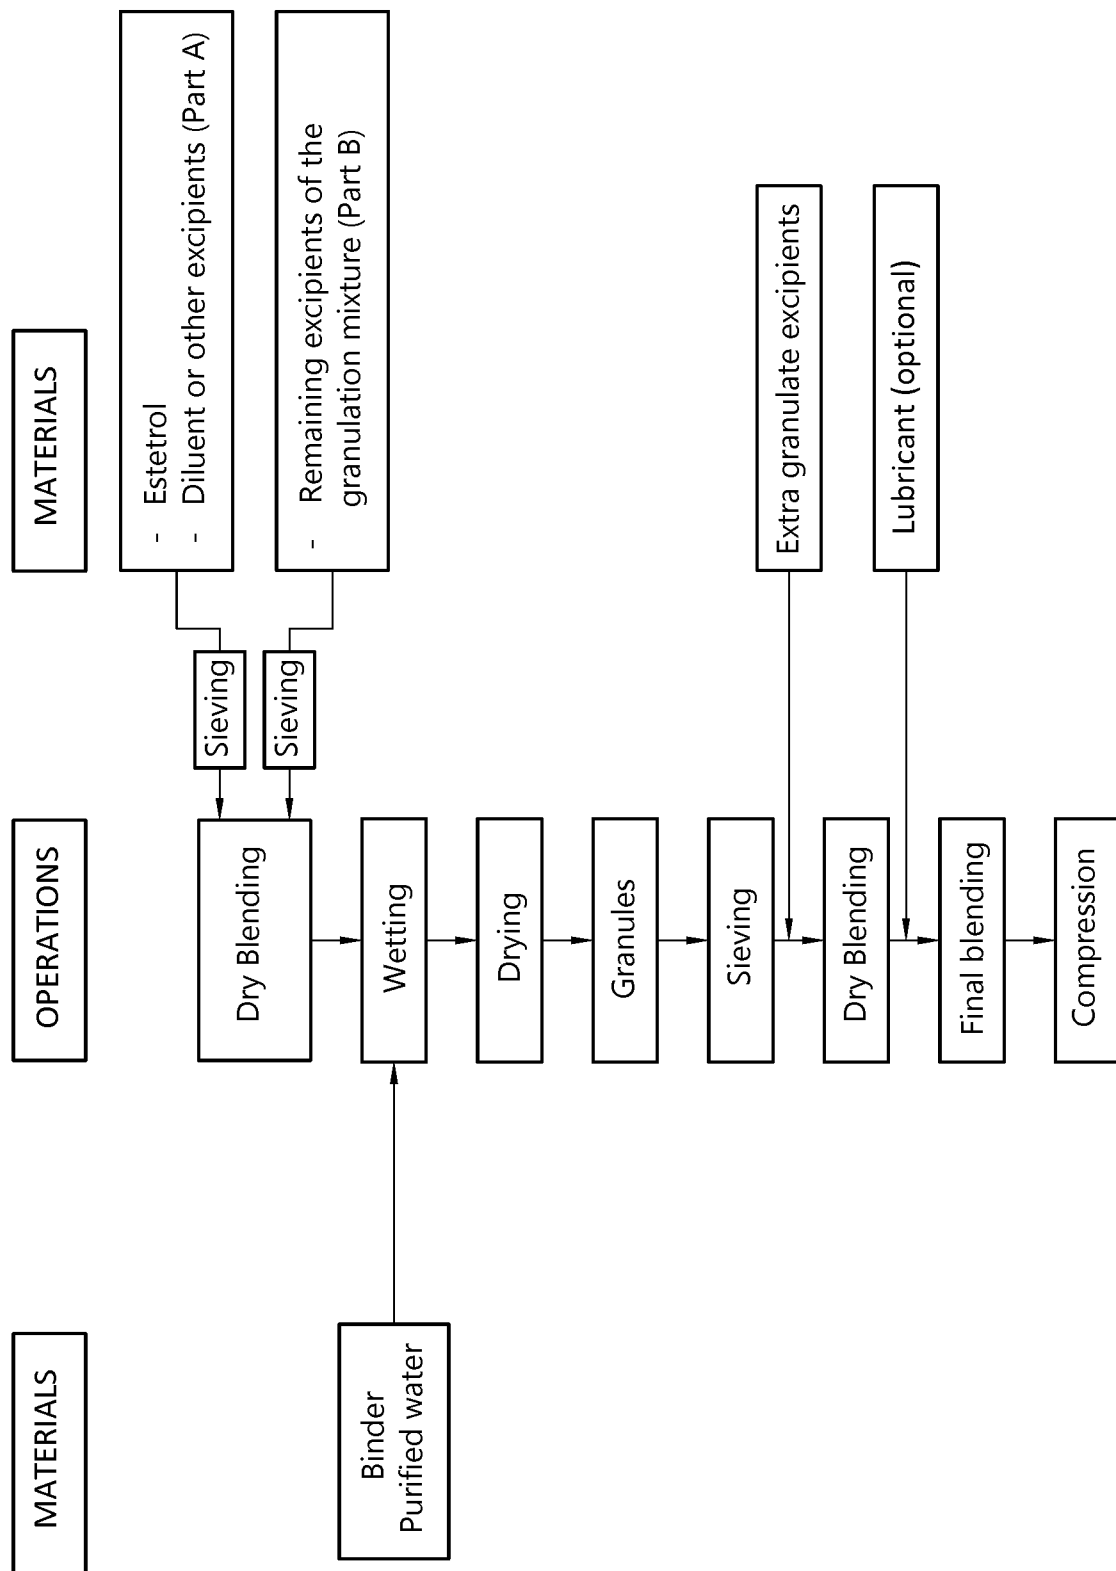 MATERIALS
OPERATIONS
MATERIALS
- Estetrol
- Diluent or other excipients (Part A)
Sieving
- Remaining excipients of the
granulation mixture (Part B)
Sieving
Dry Blending
Binder
Purified water
Wetting
Drying
Granules
Sieving
Extra granulate excipients
Dry Blending
Lubricant (optional)
Final blending
Compression